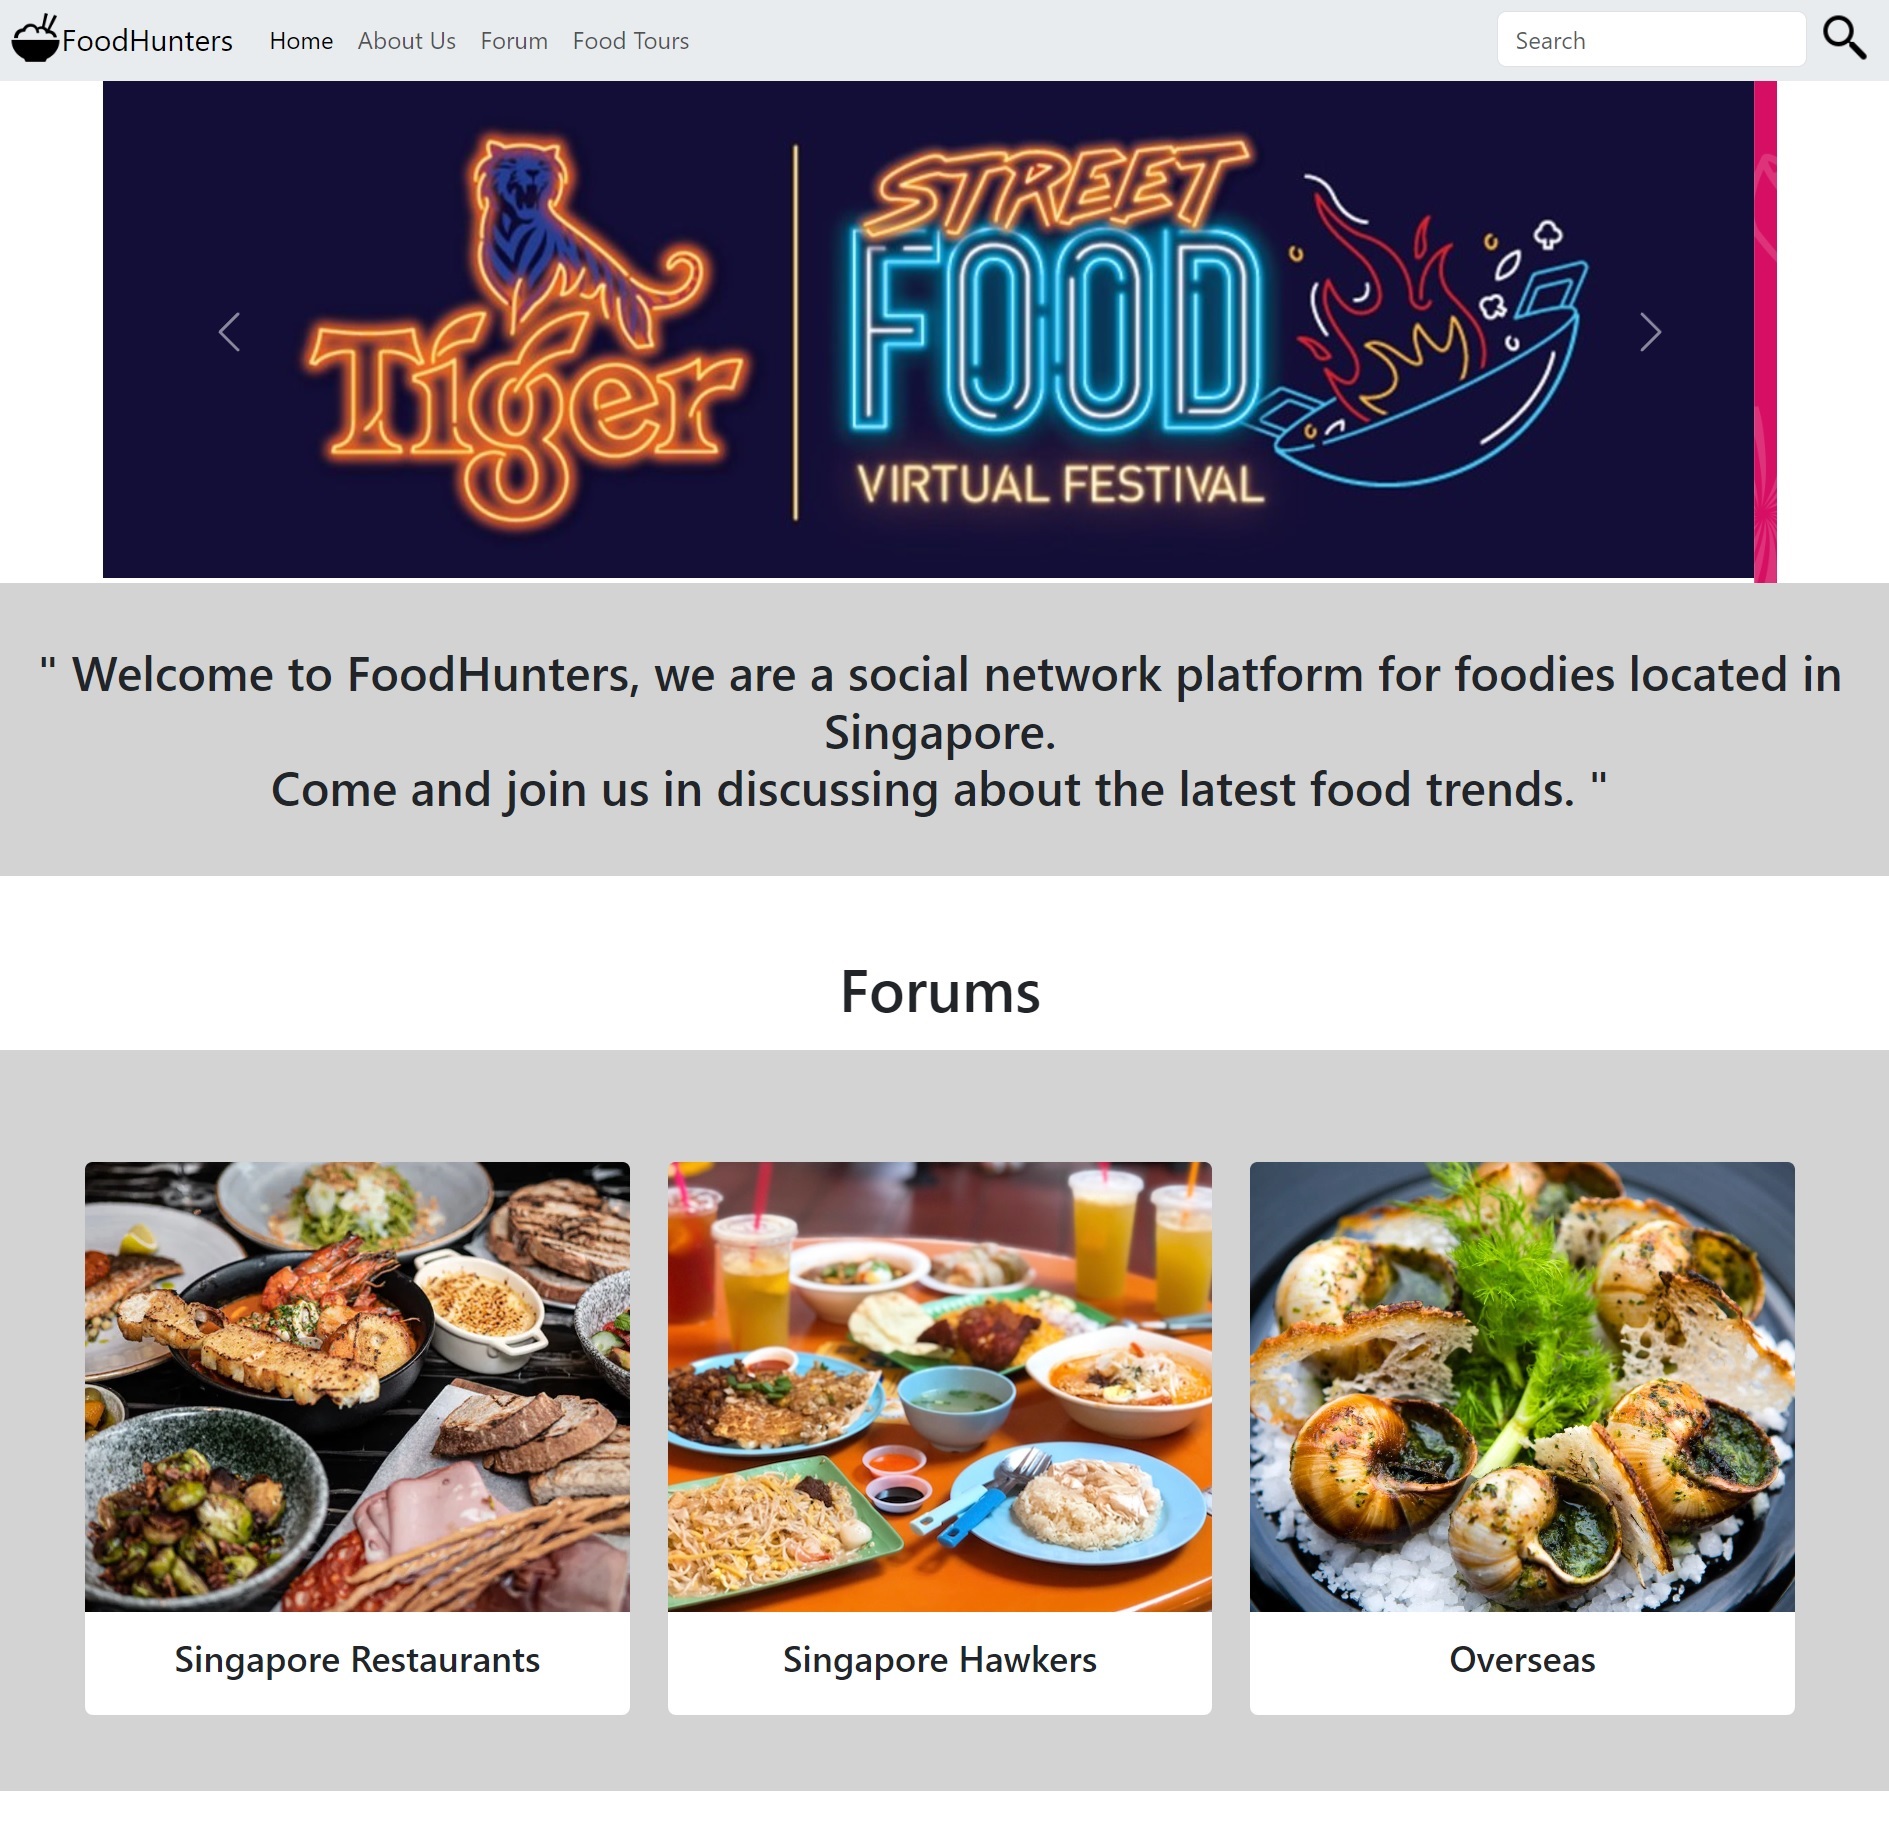 FoodHunters Home About Us Forum Food Tours Search
Tiger
STREET
FOOD
VIRTUAL FESTIVAL
" Welcome to FoodHunters, we are a social network platform for foodies located in
Singapore.
Come and join us in discussing about the latest food trends. "
Forums
Singapore Restaurants
Singapore Hawkers
Overseas